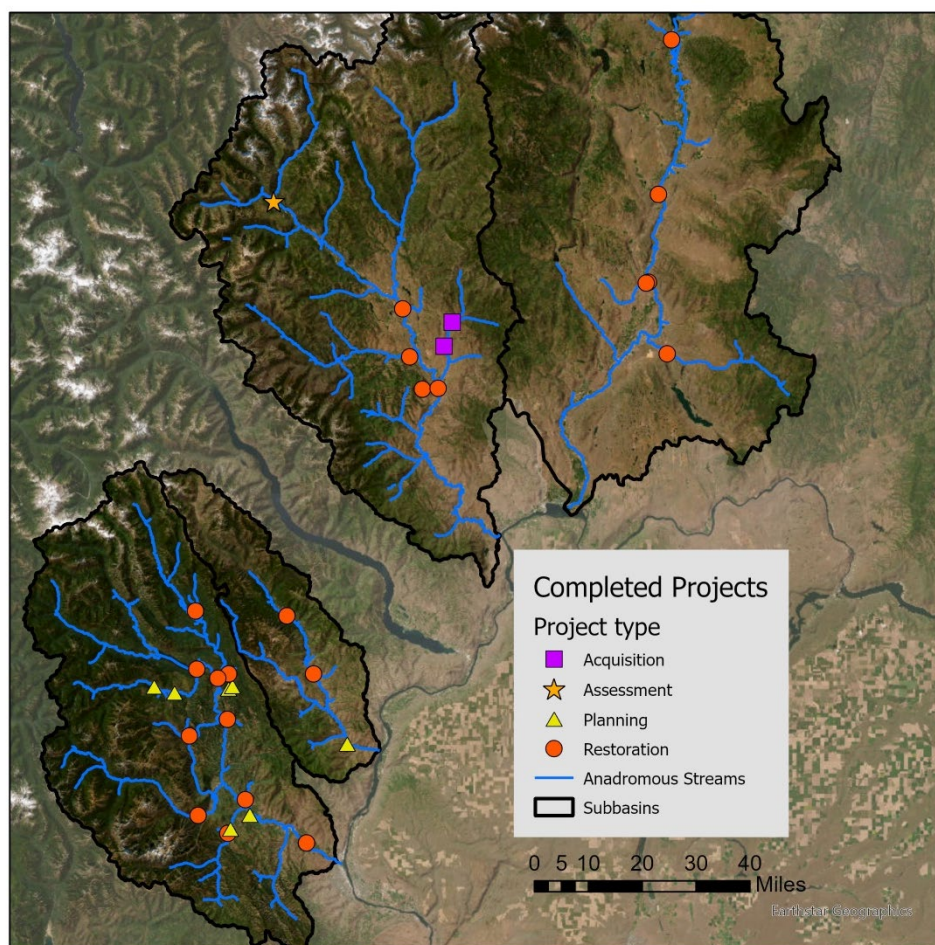 Completed Projects
Project type
Acquisition
Assessment
Planning
Restoration
Anadromous Streams
Subbasins
0 5 10 20 30 40
Miles
Earthstar Geographics